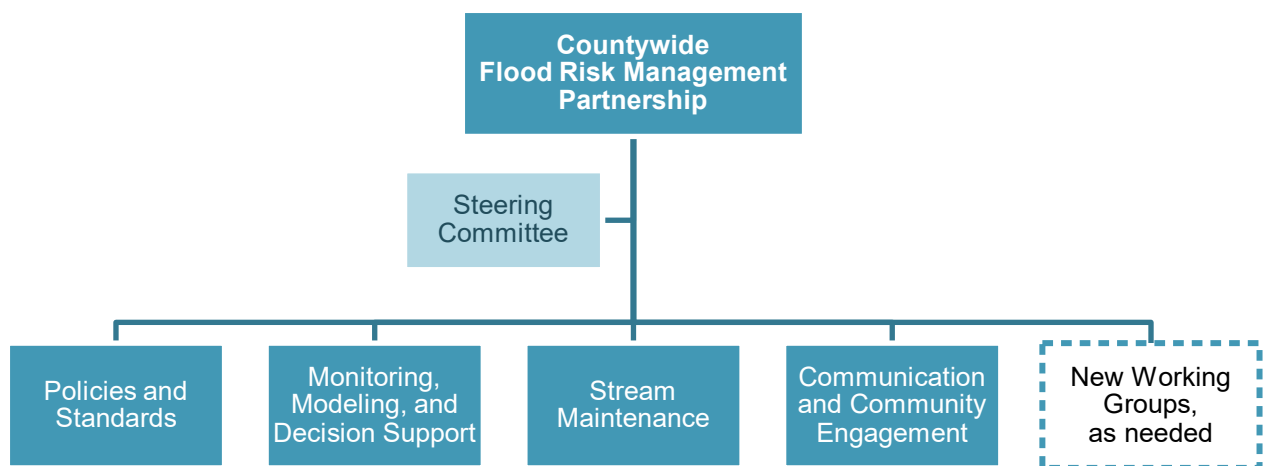 Countywide
Flood Risk Management
Partnership
Steering
Committee
Policies and
Standards
Monitoring,
Modeling, and
Decision Support
Stream
Maintenance
Communication
and Community
Engagement
New Working
Groups,
as needed